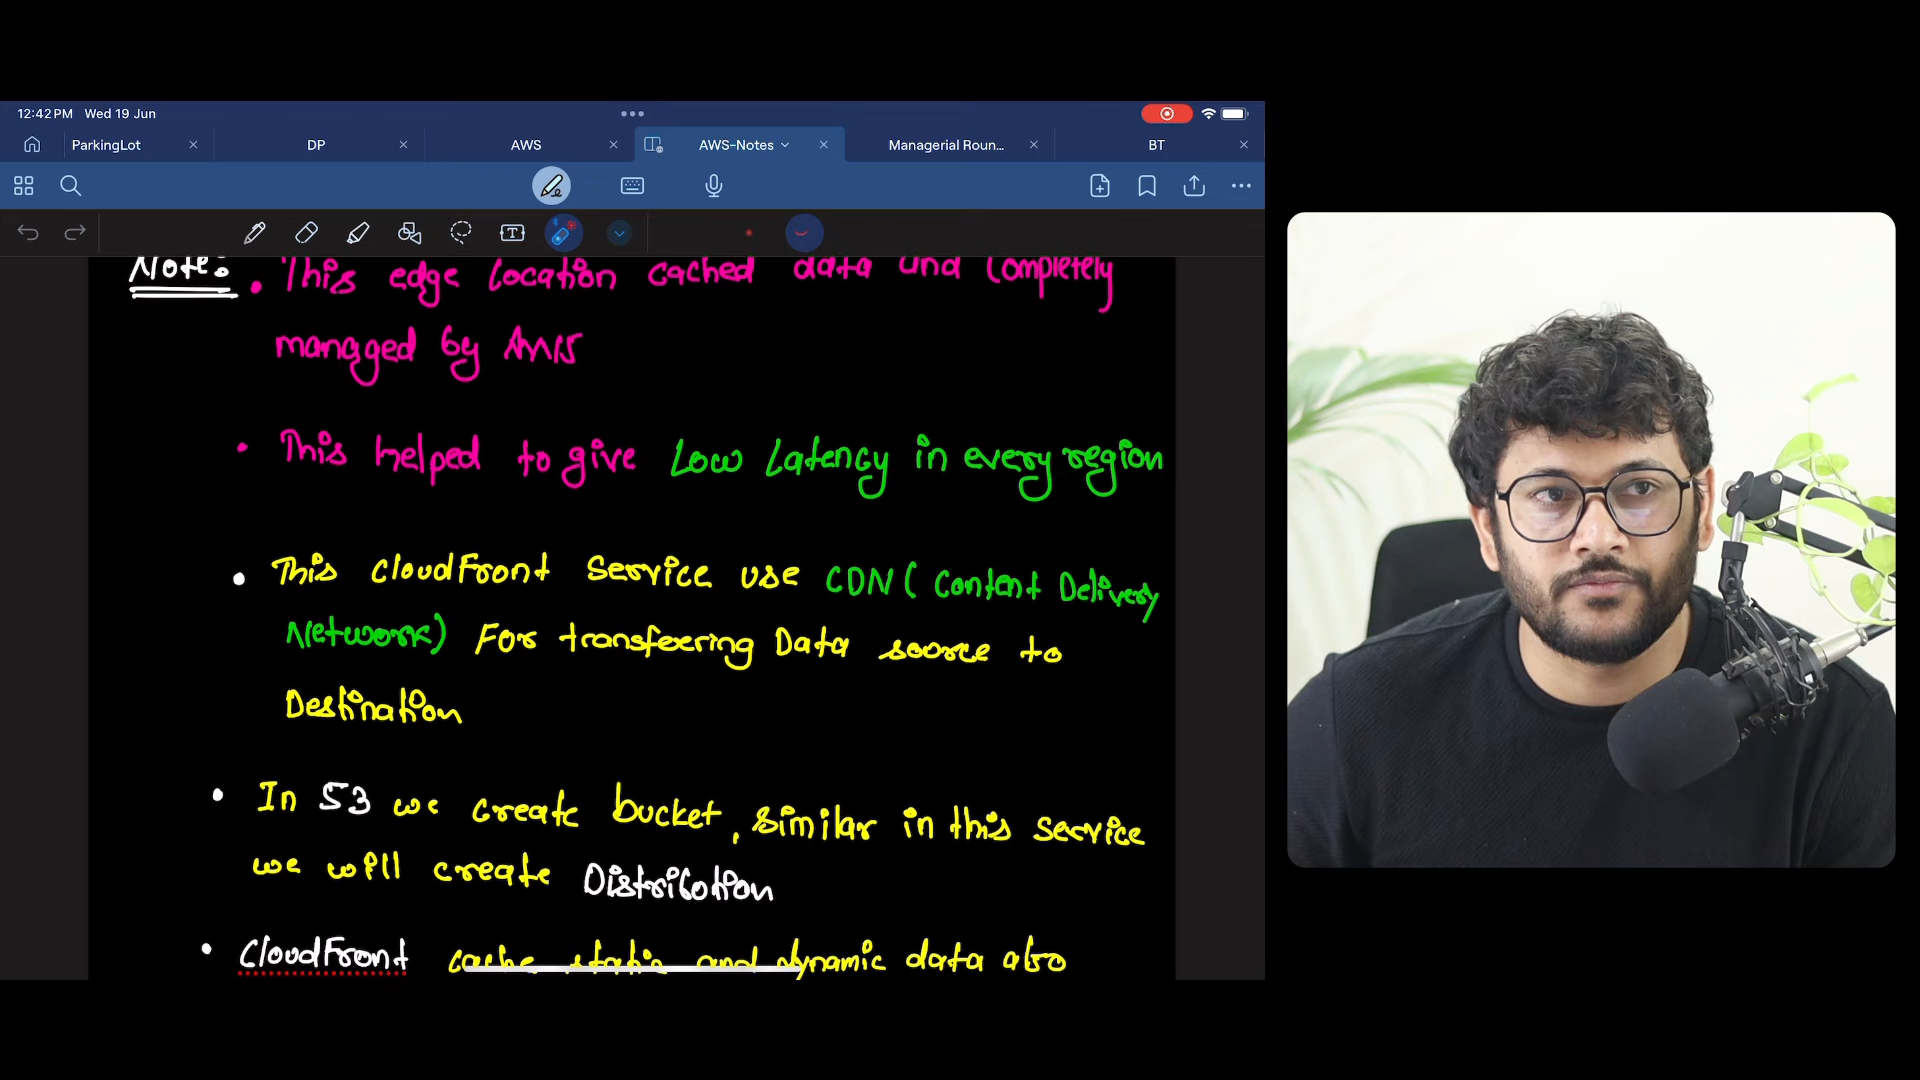 12:42 PM Wed 19 Jun
ParkingLot
DP
AWS
AWS-Notes
Managerial Roun...
BT
Note:
• This edge Location cached data and Completely
mangged by AWS
• This helped to give Low Latency in every region
• This cloudFront Service use CDN ( Content Delivery
Network) For transfeering Data source to
Destination
• In S3 we create bucket, similar in this service
we will create Distribution
• CloudFront cache static and dynamic data also